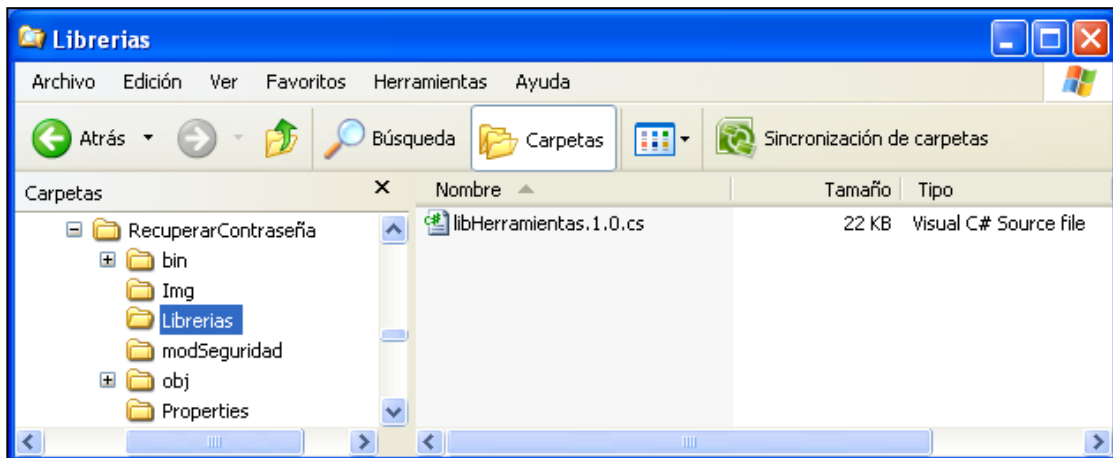 Librerias
Archivo Edición Ver Favoritos Herramientas Ayuda
Atrás Búsqueda Carpetas Sincronización de carpetas
Carpetas
Nombre Tamaño Tipo
RecuperarContraseña
bin
Img
Librerias
modSeguridad
obj
Properties
libHerramientas.1.0.cs 22 KB Visual C# Source file